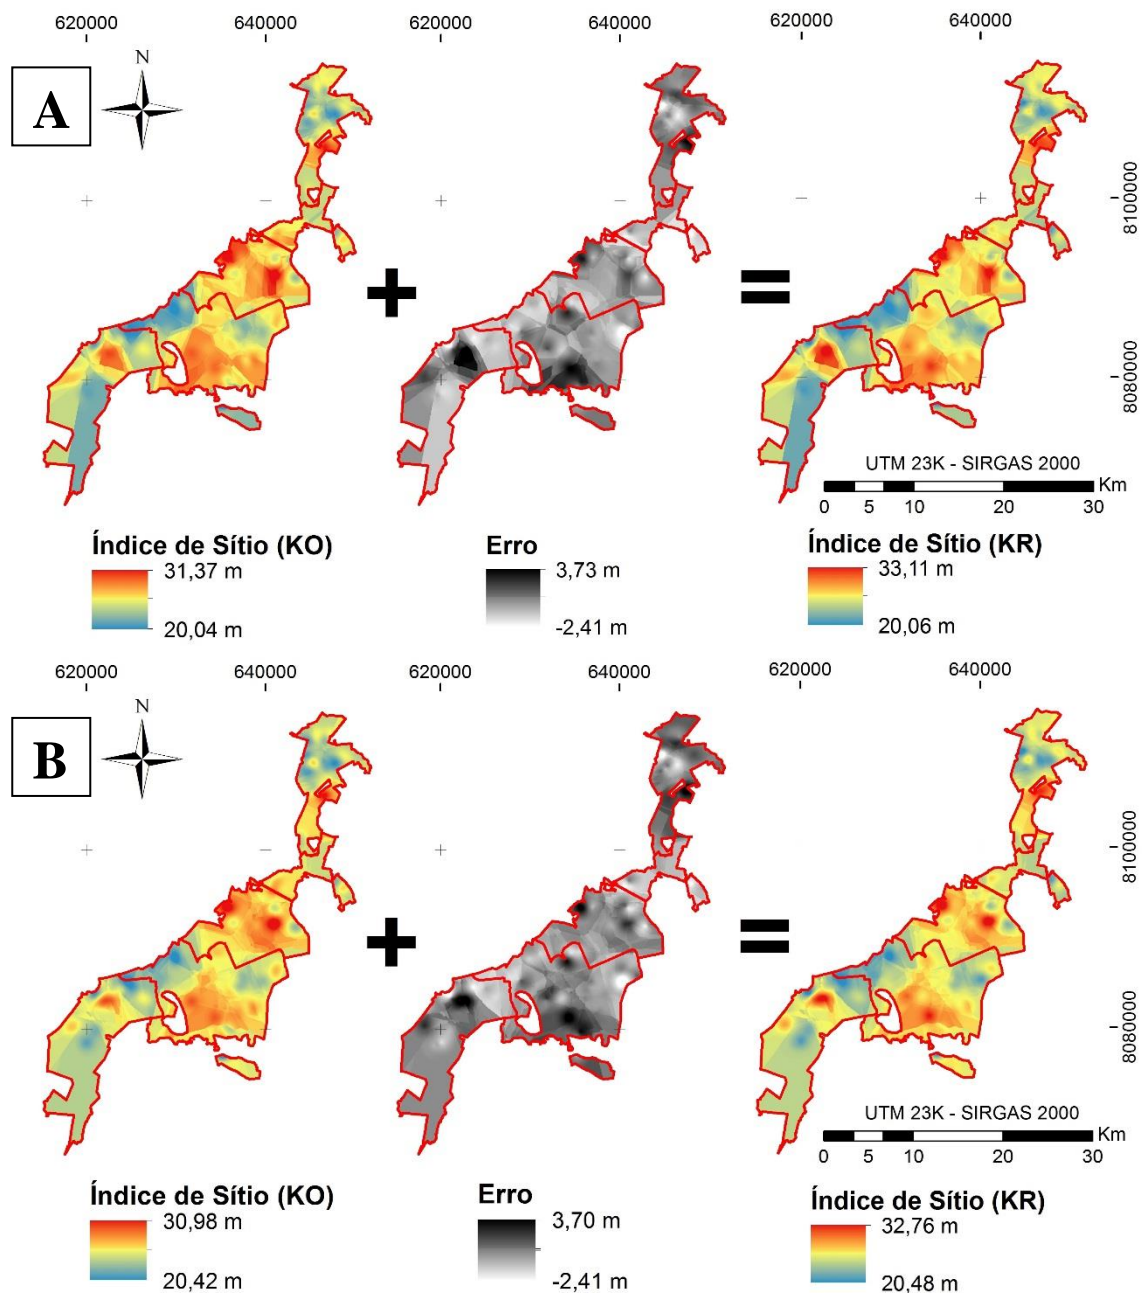 620000 640000 620000 640000 620000 640000
A
N
8100000
8080000
UTM 23K - SIRGAS 2000
Km
0 5 10 20 30
Índice de Sítio (KO)
31,37 m
20,04 m
Erro
3,73 m
-2,41 m
Índice de Sítio (KR)
33,11 m
20,06 m
620000 640000 620000 640000 620000 640000
B
N
8100000
8080000
UTM 23K - SIRGAS 2000
Km
0 5 10 20 30
Índice de Sítio (KO)
30,98 m
20,42 m
Erro
3,70 m
-2,41 m
Índice de Sítio (KR)
32,76 m
20,48 m